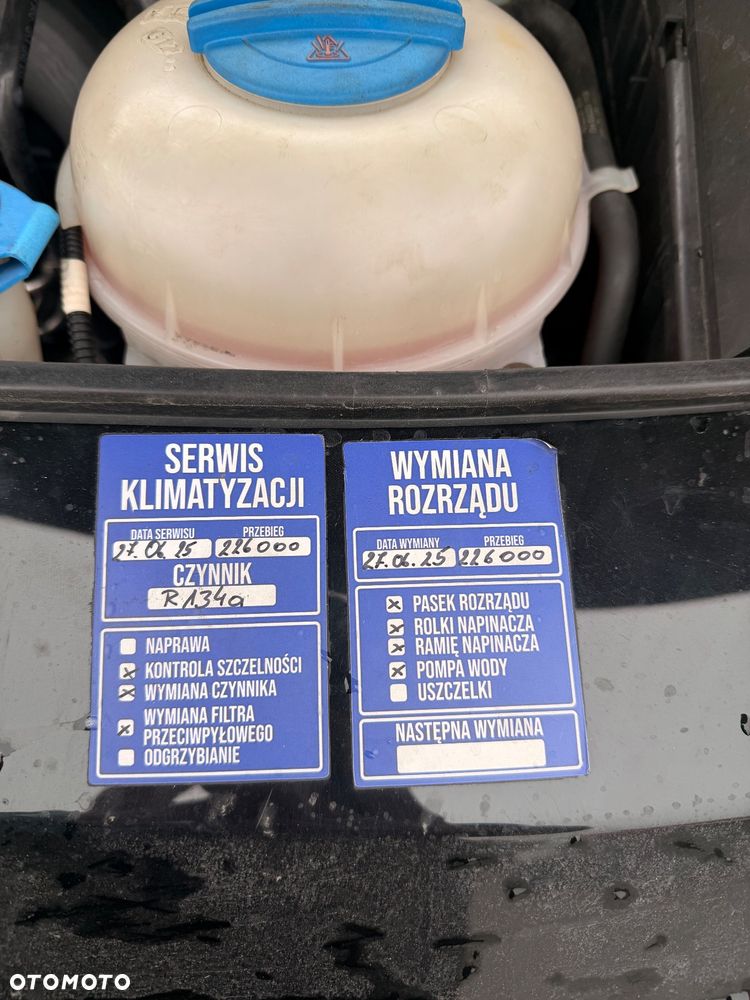 SERWIS
KLIMATYZACJI
DATA SERWISU PRZEBIEG
27.06.25 226000
CZYNNIK
R134a
NAPRAWA
x KONTROLA SZCZELNOŚCI
x WYMIANA CZYNNIKA
x WYMIANA FILTRA
PRZECIWPYŁOWEGO
ODGRZYBIANIE
WYMIANA
ROZRZĄDU
DATA WYMIANY PRZEBIEG
27.06.25 226000
x PASEK ROZRZĄDU
x ROLKI NAPINACZA
x RAMIĘ NAPINACZA
x POMPA WODY
USZCZELKI
NASTĘPNA WYMIANA
OTOMOTO